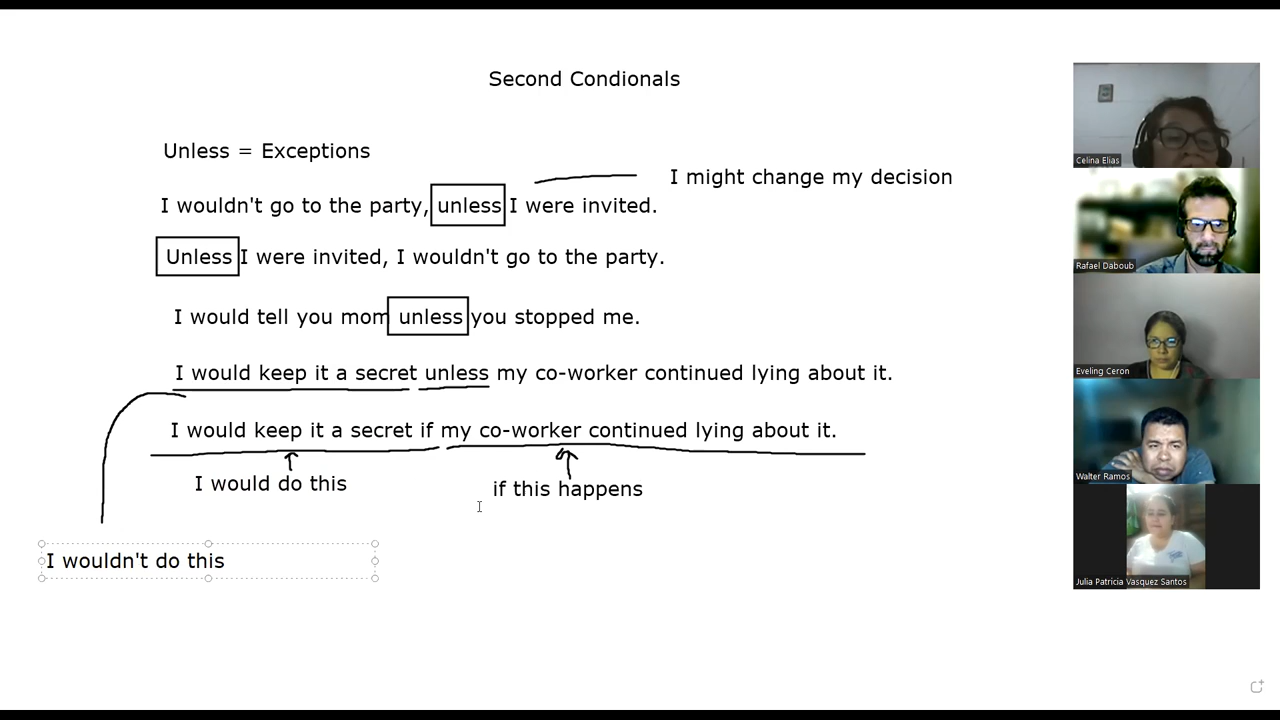 Second Condionals
Unless = Exceptions
I might change my decision
I wouldn't go to the party, unless I were invited.
Unless I were invited, I wouldn't go to the party.
I would tell you mom unless you stopped me.
I would keep it a secret unless my co-worker continued lying about it.
I would keep it a secret if my co-worker continued lying about it.
I would do this
if this happens
I wouldn't do this
Celina Elias
Rafael Daboub
Eveling Ceron
Walter Ramos
Julia Patricia Vasquez Santos